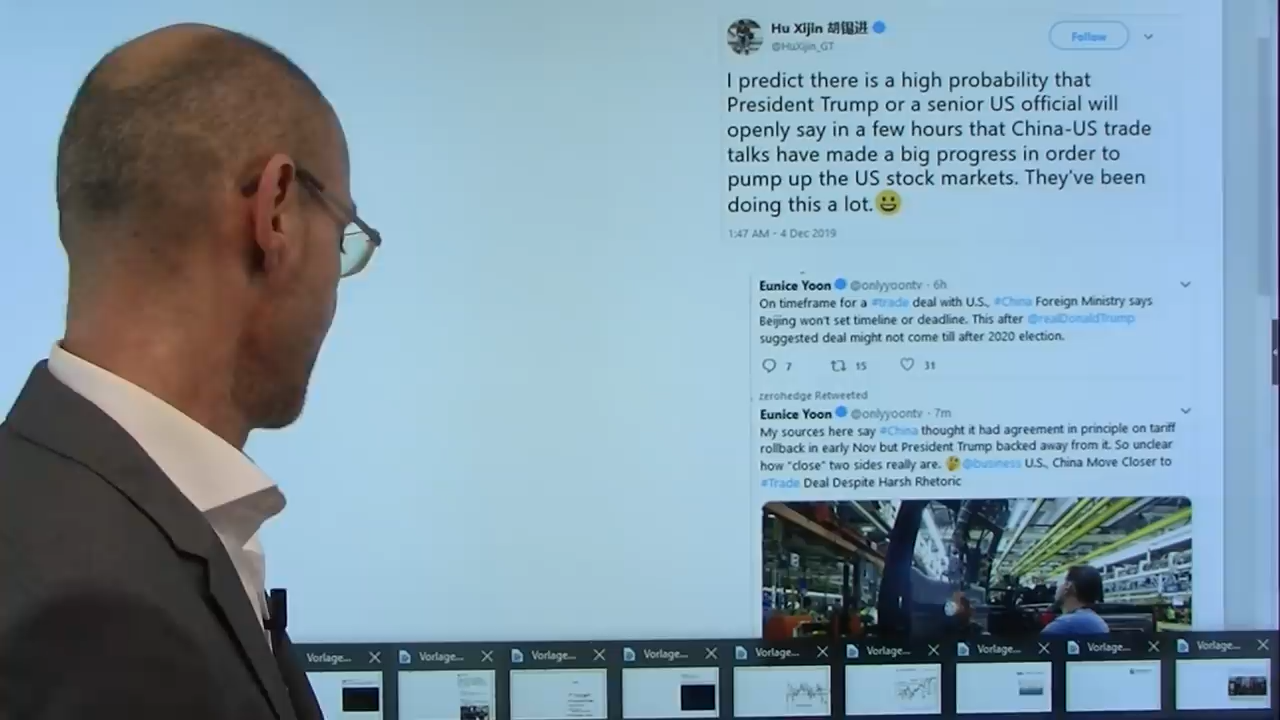 Hu Xijin 胡锡进
@HuXijin_GT
Follow
I predict there is a high probability that
President Trump or a senior US official will
openly say in a few hours that China-US trade
talks have made a big progress in order to
pump up the US stock markets. They've been
doing this a lot.😀
1:47 AM - 4 Dec 2019
Eunice Yoon @onlyyoontv · 6h
On timeframe for a #trade deal with U.S., #China Foreign Ministry says
Beijing won't set timeline or deadline. This after @realDonaldTrump
suggested deal might not come till after 2020 election.
7 15 31
zerohedge Retweeted
Eunice Yoon @onlyyoontv · 7m
My sources here say #China thought it had agreement in principle on tariff
rollback in early Nov but President Trump backed away from it. So unclear
how "close" two sides really are. 🤔 @business U.S., China Move Closer to
#Trade Deal Despite Harsh Rhetoric
Vorlage... Vorlage... Vorlage... Vorlage... Vorlage... Vorlage... Vorlage... Vorlage... Vorlage...